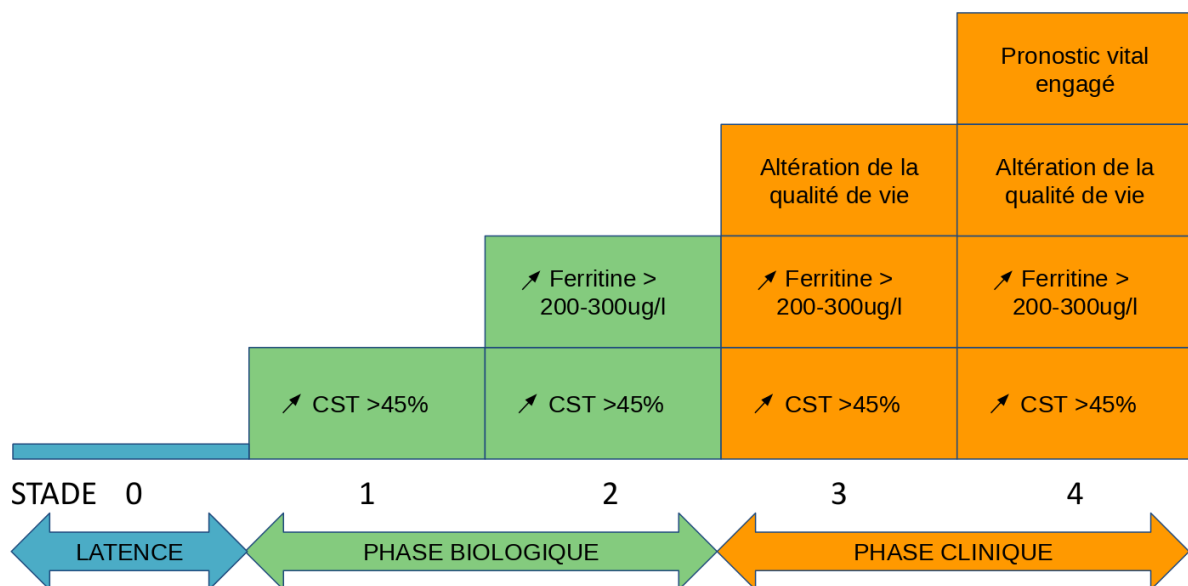 Pronostic vital
engagé
Altération de la
qualité de vie
Altération de la
qualité de vie
↗ Ferritine >
200-300ug/l
↗ Ferritine >
200-300ug/l
↗ Ferritine >
200-300ug/l
↗ CST >45%
↗ CST >45%
↗ CST >45%
↗ CST >45%
STADE 0 1 2 3 4
LATENCE PHASE BIOLOGIQUE PHASE CLINIQUE